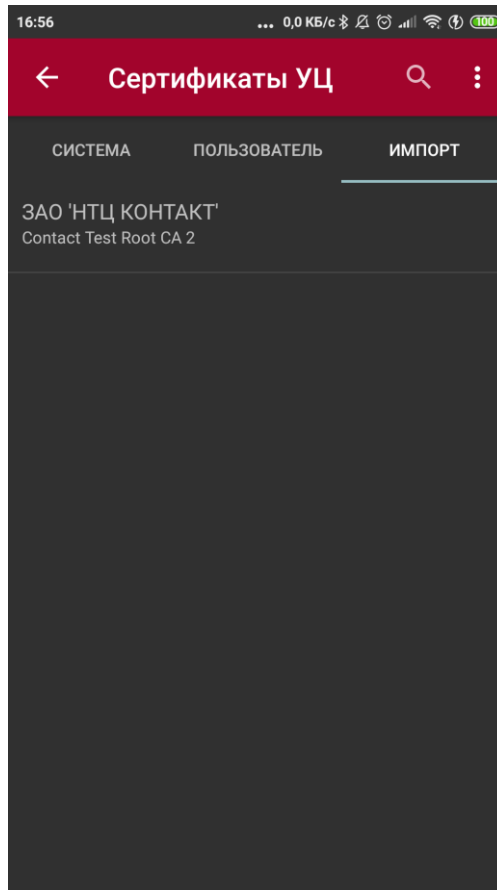 16:56 ... 0,0 КБ/с 100
Сертификаты УЦ
СИСТЕМА ПОЛЬЗОВАТЕЛЬ ИМПОРТ
ЗАО 'НТЦ КОНТАКТ'
Contact Test Root CA 2